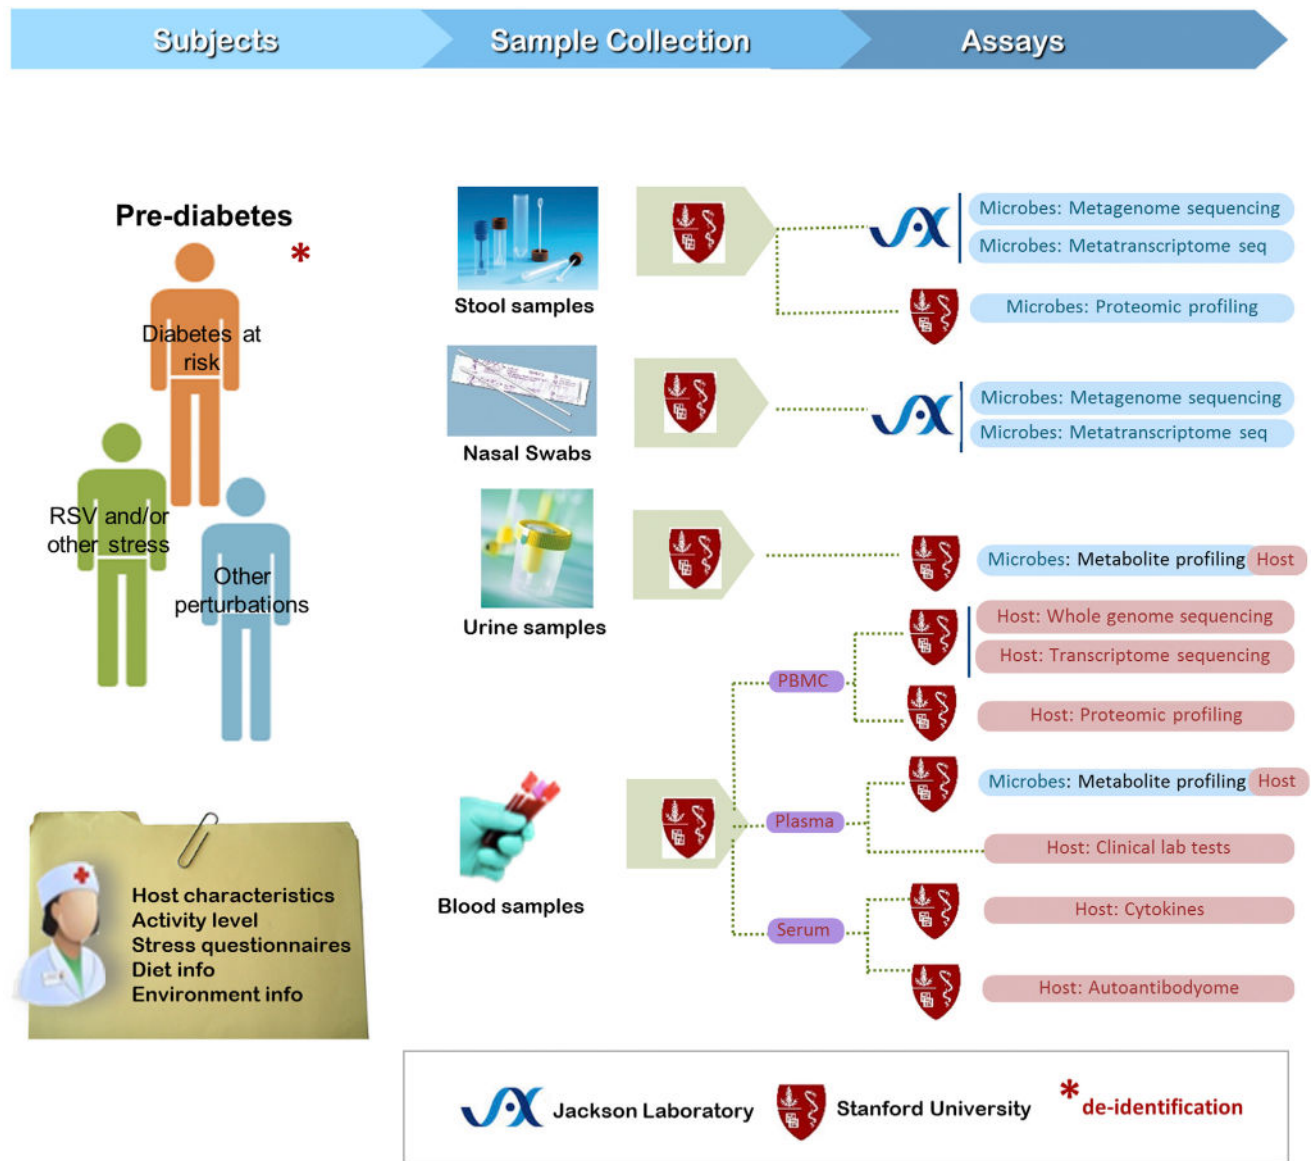 Subjects
Sample Collection
Assays
Pre-diabetes
*
Diabetes at
risk
RSV and/or
other stress
Other
perturbations
Host characteristics
Activity level
Stress questionnaires
Diet info
Environment info
Stool samples
Nasal Swabs
Urine samples
Blood samples
PBMC
Plasma
Serum
Microbes: Metagenome sequencing
Microbes: Metatranscriptome seq
Microbes: Proteomic profiling
Microbes: Metagenome sequencing
Microbes: Metatranscriptome seq
Microbes: Metabolite profiling Host
Host: Whole genome sequencing
Host: Transcriptome sequencing
Host: Proteomic profiling
Microbes: Metabolite profiling Host
Host: Clinical lab tests
Host: Cytokines
Host: Autoantibodyome
Jackson Laboratory
Stanford University
* de-identification